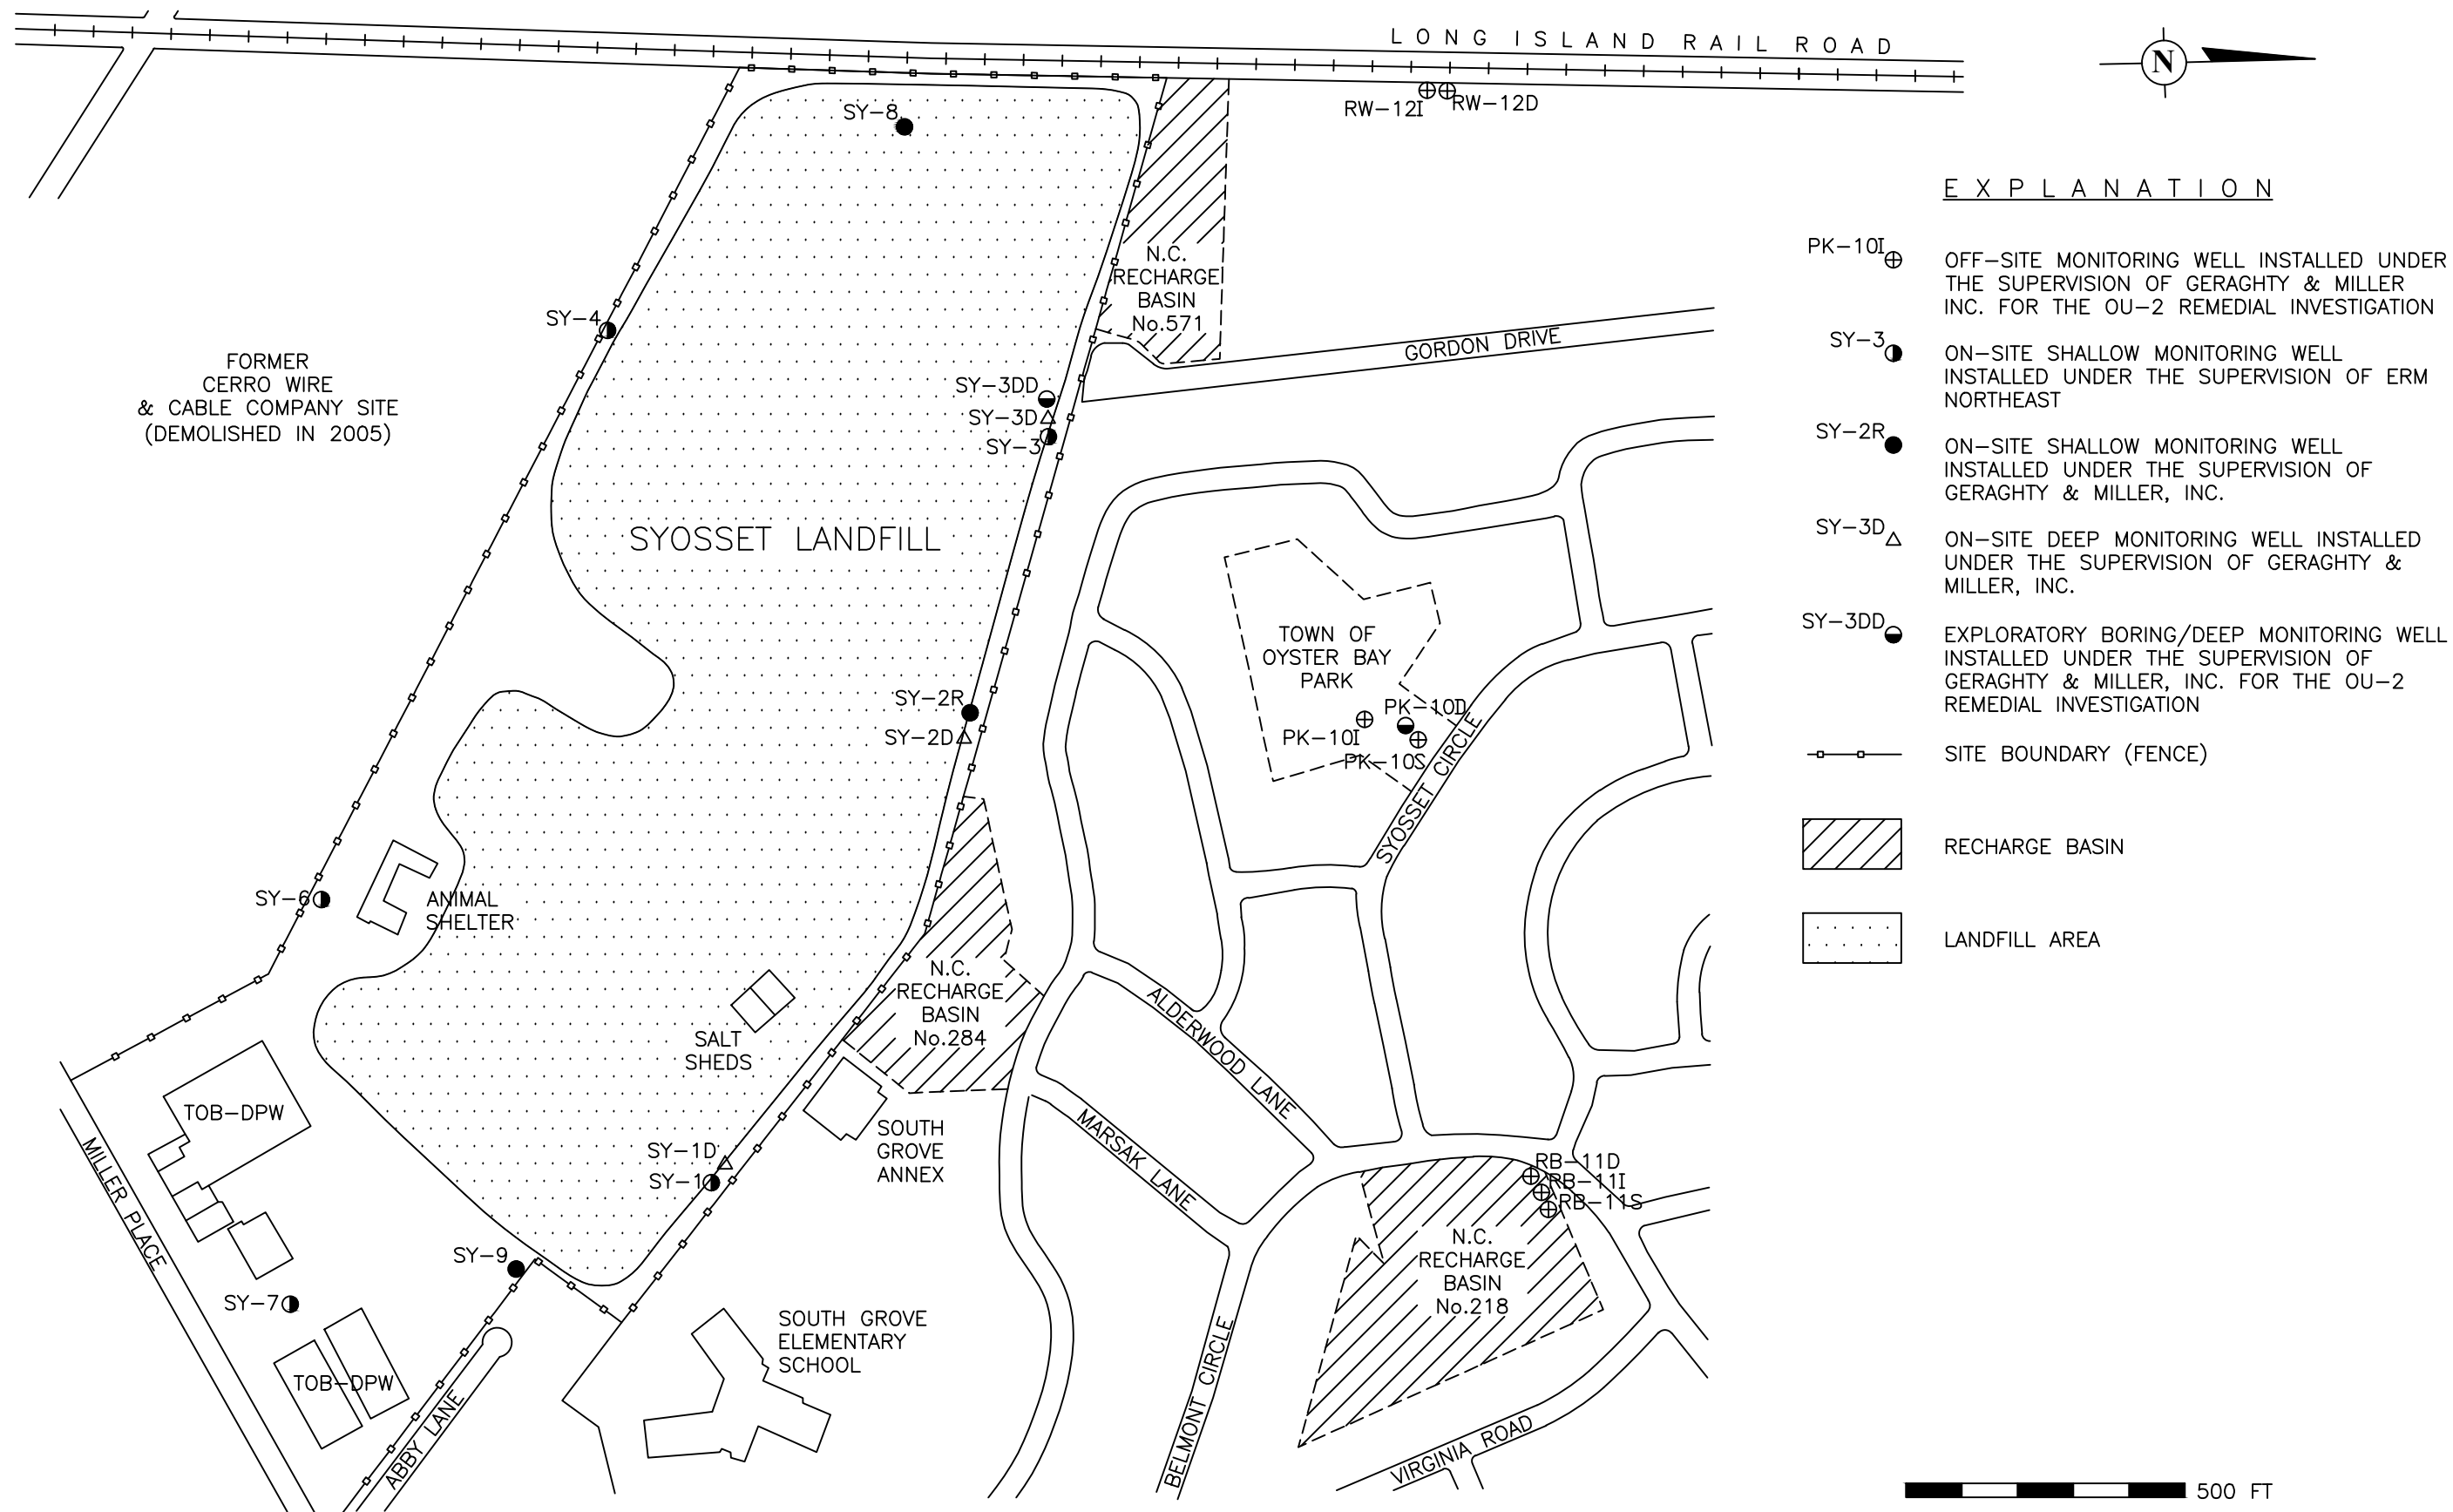 LONG ISLAND RAIL ROAD
N
RW-12I
RW-12D
SY-8
EXPLANATION
PK-10I
OFF-SITE MONITORING WELL INSTALLED UNDER
THE SUPERVISION OF GERAGHTY & MILLER
INC. FOR THE OU-2 REMEDIAL INVESTIGATION
SY-3
ON-SITE SHALLOW MONITORING WELL
INSTALLED UNDER THE SUPERVISION OF ERM
NORTHEAST
SY-2R
ON-SITE SHALLOW MONITORING WELL
INSTALLED UNDER THE SUPERVISION OF
GERAGHTY & MILLER, INC.
SY-3D
ON-SITE DEEP MONITORING WELL INSTALLED
UNDER THE SUPERVISION OF GERAGHTY &
MILLER, INC.
SY-3DD
EXPLORATORY BORING/DEEP MONITORING WELL
INSTALLED UNDER THE SUPERVISION OF
GERAGHTY & MILLER, INC. FOR THE OU-2
REMEDIAL INVESTIGATION
SITE BOUNDARY (FENCE)
RECHARGE BASIN
LANDFILL AREA
N.C.
RECHARGE
BASIN
No.571
SY-4
GORDON DRIVE
FORMER
CERRO WIRE
& CABLE COMPANY SITE
(DEMOLISHED IN 2005)
SY-3DD
SY-3D
SY-3
SYOSSET LANDFILL
TOWN OF
OYSTER BAY
PARK
SY-2R
SY-2D
PK-10D
PK-10I
PK-10S
SYOSSET CIRCLE
SY-6
ANIMAL
SHELTER
N.C.
RECHARGE
BASIN
No.284
SALT
SHEDS
ALDERWOOD LANE
MARSAK LANE
TOB-DPW
SOUTH
GROVE
ANNEX
MILLER PLACE
SY-1D
SY-1
RB-11D
RB-11I
RB-11S
N.C.
RECHARGE
BASIN
No.218
SY-9
SY-7
SOUTH GROVE
ELEMENTARY
SCHOOL
TOB-DPW
ABBY LANE
BELMONT CIRCLE
VIRGINIA ROAD
500 FT